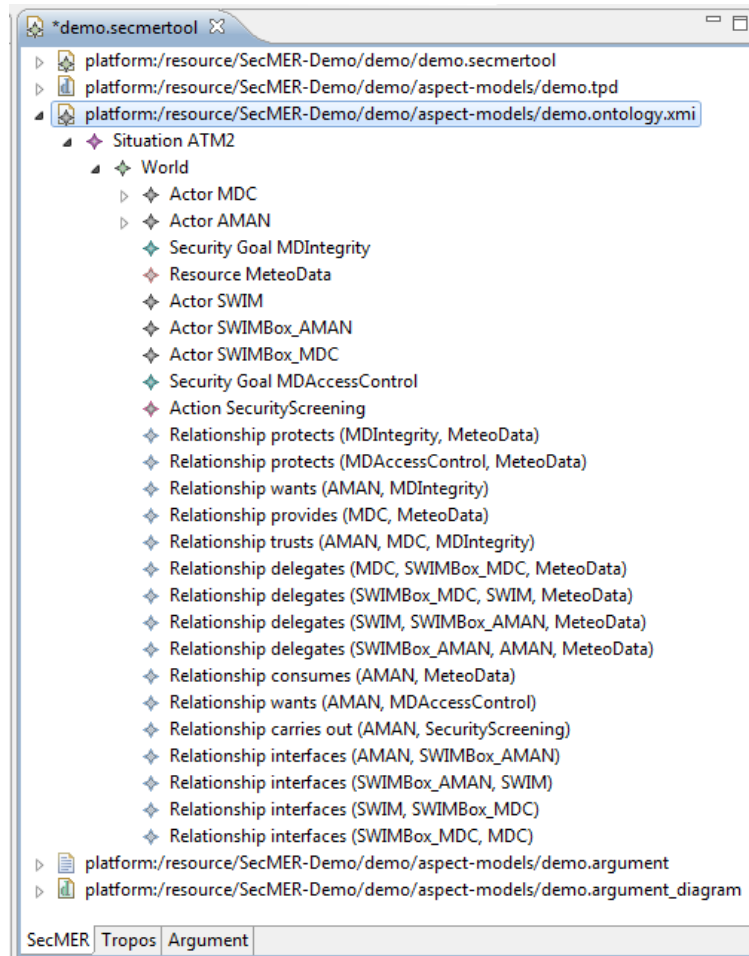 *demo.secmertool
platform:/resource/SecMER-Demo/demo/demo.secmertool
platform:/resource/SecMER-Demo/demo/aspect-models/demo.tpd
platform:/resource/SecMER-Demo/demo/aspect-models/demo.ontology.xmi
Situation ATM2
World
Actor MDC
Actor AMAN
Security Goal MDIntegrity
Resource MeteoData
Actor SWIM
Actor SWIMBox_AMAN
Actor SWIMBox_MDC
Security Goal MDAccessControl
Action SecurityScreening
Relationship protects (MDIntegrity, MeteoData)
Relationship protects (MDAccessControl, MeteoData)
Relationship wants (AMAN, MDIntegrity)
Relationship provides (MDC, MeteoData)
Relationship trusts (AMAN, MDC, MDIntegrity)
Relationship delegates (MDC, SWIMBox_MDC, MeteoData)
Relationship delegates (SWIMBox_MDC, SWIM, MeteoData)
Relationship delegates (SWIM, SWIMBox_AMAN, MeteoData)
Relationship delegates (SWIMBox_AMAN, AMAN, MeteoData)
Relationship consumes (AMAN, MeteoData)
Relationship wants (AMAN, MDAccessControl)
Relationship carries out (AMAN, SecurityScreening)
Relationship interfaces (AMAN, SWIMBox_AMAN)
Relationship interfaces (SWIMBox_AMAN, SWIM)
Relationship interfaces (SWIM, SWIMBox_MDC)
Relationship interfaces (SWIMBox_MDC, MDC)
platform:/resource/SecMER-Demo/demo/aspect-models/demo.argument
platform:/resource/SecMER-Demo/demo/aspect-models/demo.argument_diagram
SecMER Tropos Argument